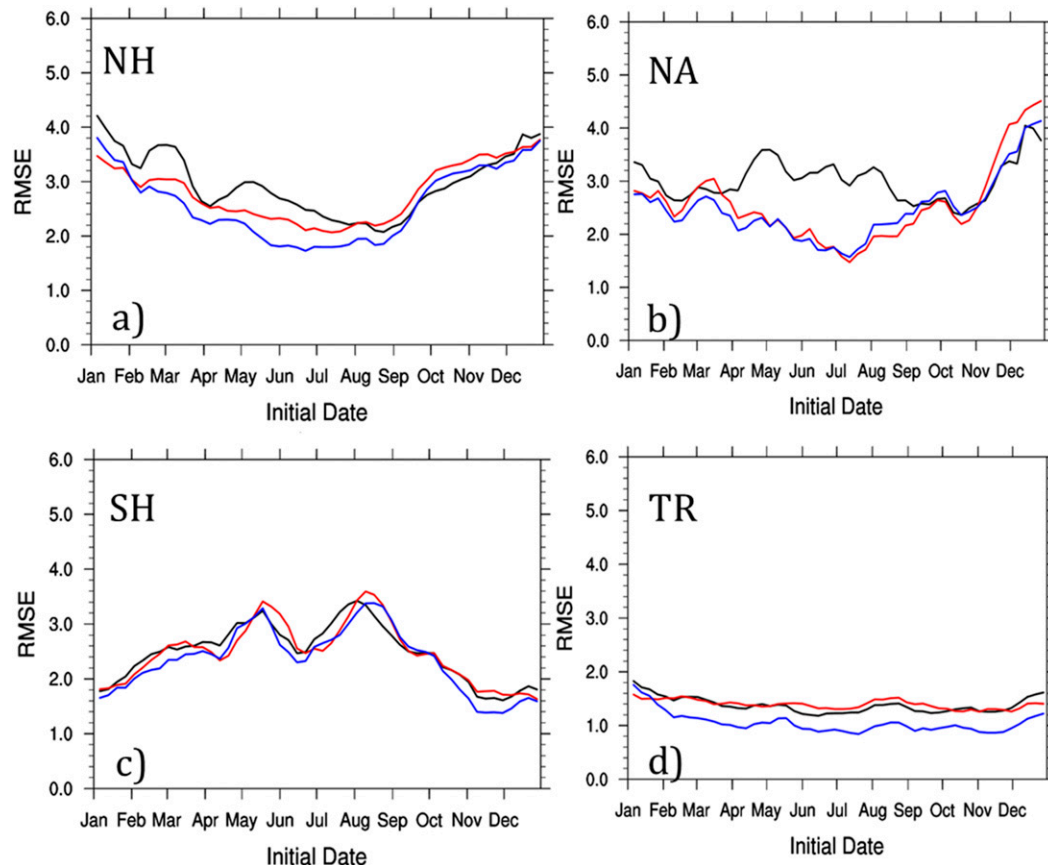 6.0
5.0
4.0
3.0
2.0
1.0
0.0
RMSE
NH
a)
Jan Feb Mar Apr May Jun Jul Aug Sep Oct Nov Dec
Initial Date
6.0
5.0
4.0
3.0
2.0
1.0
0.0
RMSE
NA
b)
Jan Feb Mar Apr May Jun Jul Aug Sep Oct Nov Dec
Initial Date
6.0
5.0
4.0
3.0
2.0
1.0
0.0
RMSE
SH
c)
Jan Feb Mar Apr May Jun Jul Aug Sep Oct Nov Dec
Initial Date
6.0
5.0
4.0
3.0
2.0
1.0
0.0
RMSE
TR
d)
Jan Feb Mar Apr May Jun Jul Aug Sep Oct Nov Dec
Initial Date